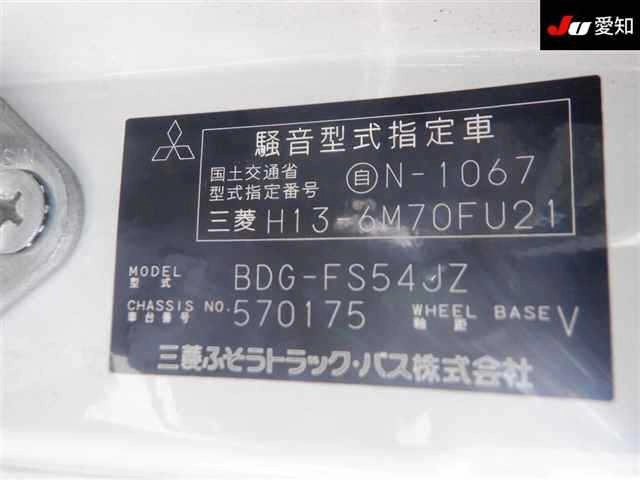 JU愛知
騒音型式指定車
国土交通省
型式指定番号 自N-1067
三菱 H13-6M70FU21
MODEL
型式 BDG-FS54JZ
CHASSIS NO.
車台番号 570175 WHEEL BASE
軸距 V
三菱ふそうトラック・バス株式会社